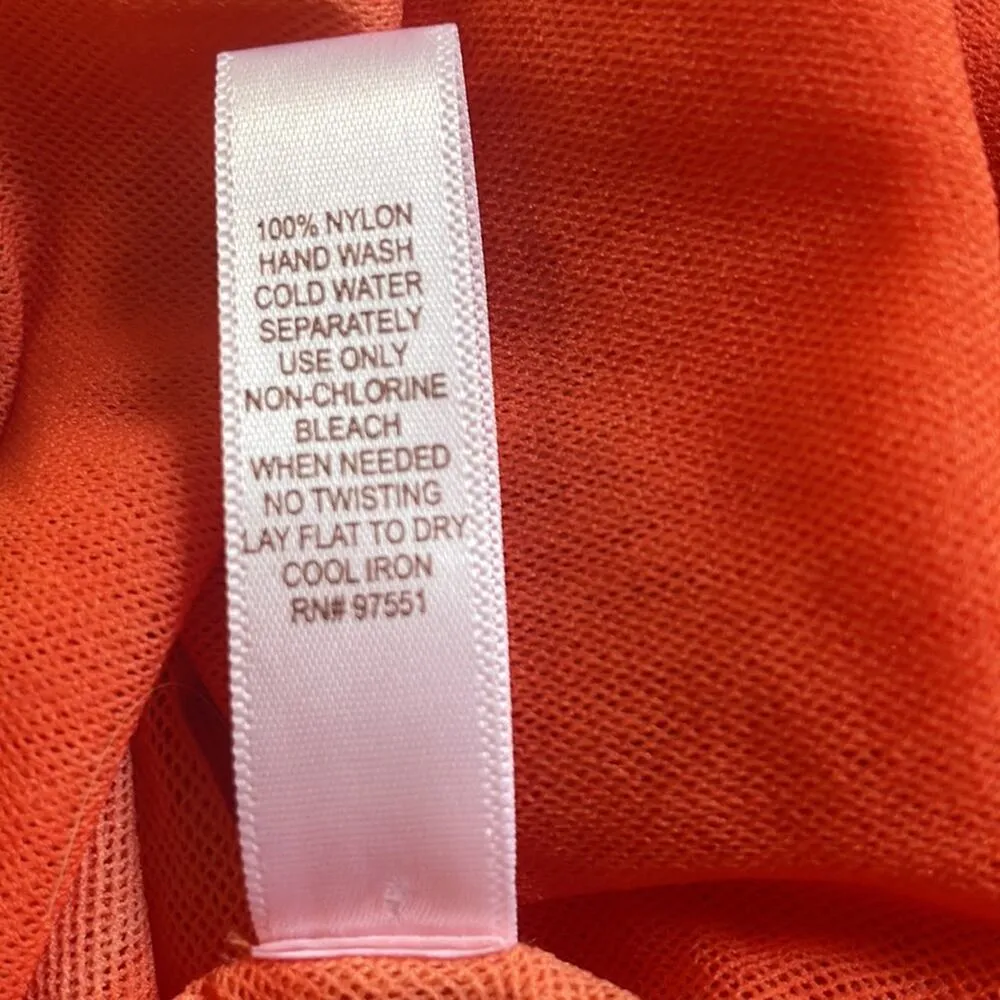 100% NYLON
HAND WASH
COLD WATER
SEPARATELY
USE ONLY
NON-CHLORINE
BLEACH
WHEN NEEDED
NO TWISTING
LAY FLAT TO DRY
COOL IRON
RN# 97551